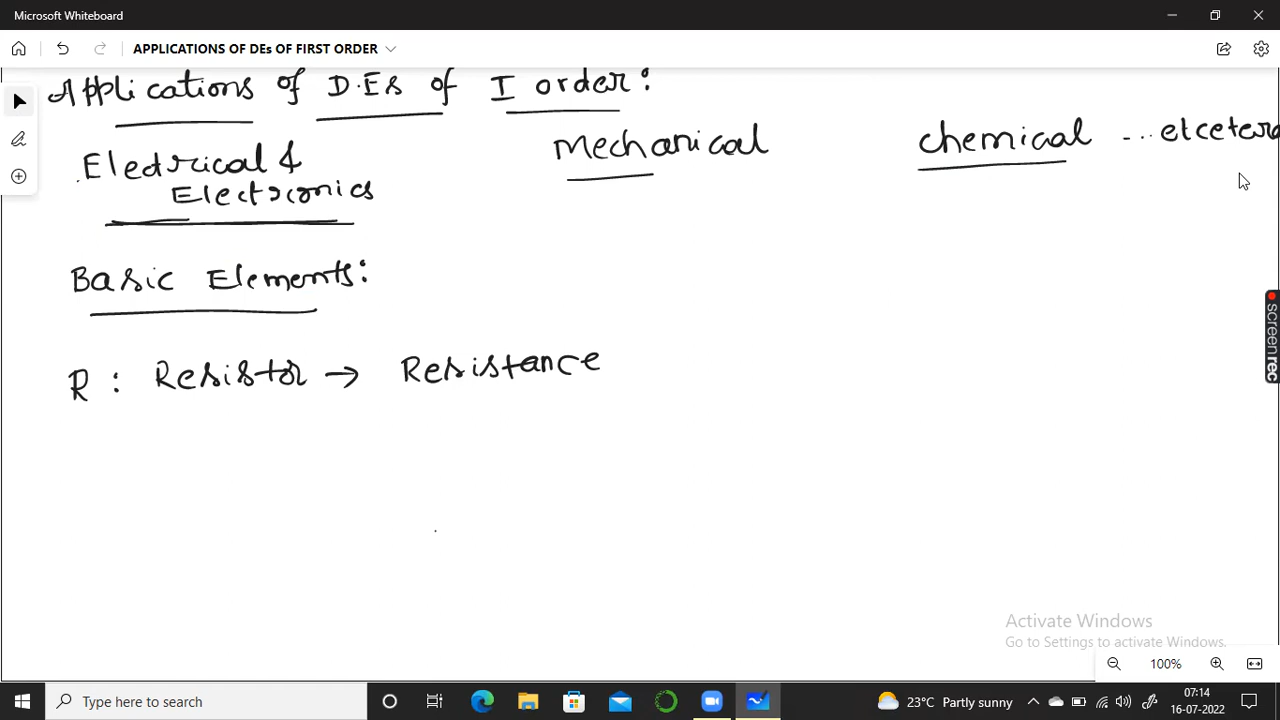 Microsoft Whiteboard
APPLICATIONS OF DEs OF FIRST ORDER
Applications of D.Es of I order:
Electrical &
Electronics
Mechanical
chemical ... etcetera
Basic Elements:
R : Resistor → Resistance
screenrec
Activate Windows
Go to Settings to activate Windows.
100%
Type here to search
23°C Partly sunny
07:14
16-07-2022